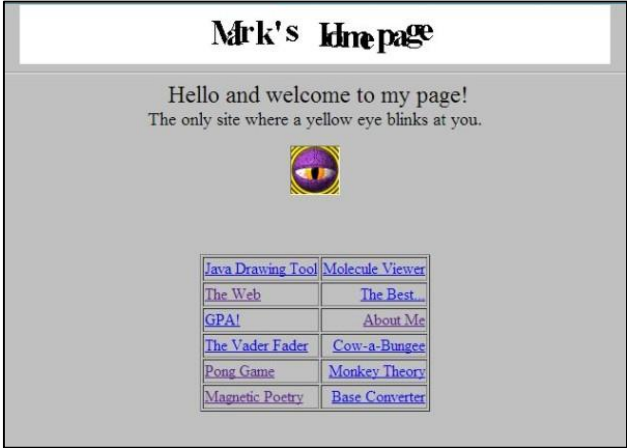 Mark's Homepage
Hello and welcome to my page!
The only site where a yellow eye blinks at you.
Java Drawing Tool Molecule Viewer
The Web The Best...
GPA! About Me
The Vader Fader Cow-a-Bungee
Pong Game Monkey Theory
Magnetic Poetry Base Converter